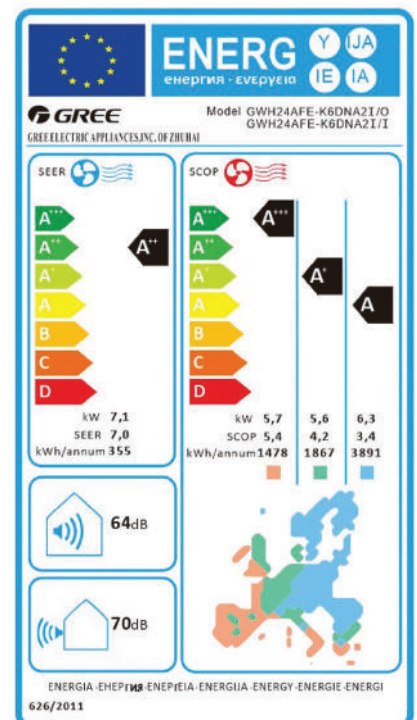 ENERG
енергия · ενεργεια
Y IJA
IE IA
GREE
GREE ELECTRIC APPLIANCES,INC. OF ZHUHAI
Model GWH24AFE-K6DNA2I/O
GWH24AFE-K6DNA2I/I
SEER
A+++
A++
A+
A
B
C
D
A++
kW 7,1
SEER 7,0
kWh/annum 355
SCOP
A+++
A++
A+
A
B
C
D
A+++
A+
A
kW 5,7 5,6 6,3
SCOP 5,4 4,2 3,4
kWh/annum 1478 1867 3891
64dB
70dB
ENERGIA-ЕНЕРГИЯ-ΕΝΕΡΓΕΙΑ-ENERGIJA-ENERGY-ENERGIE-ENERGI
626/2011